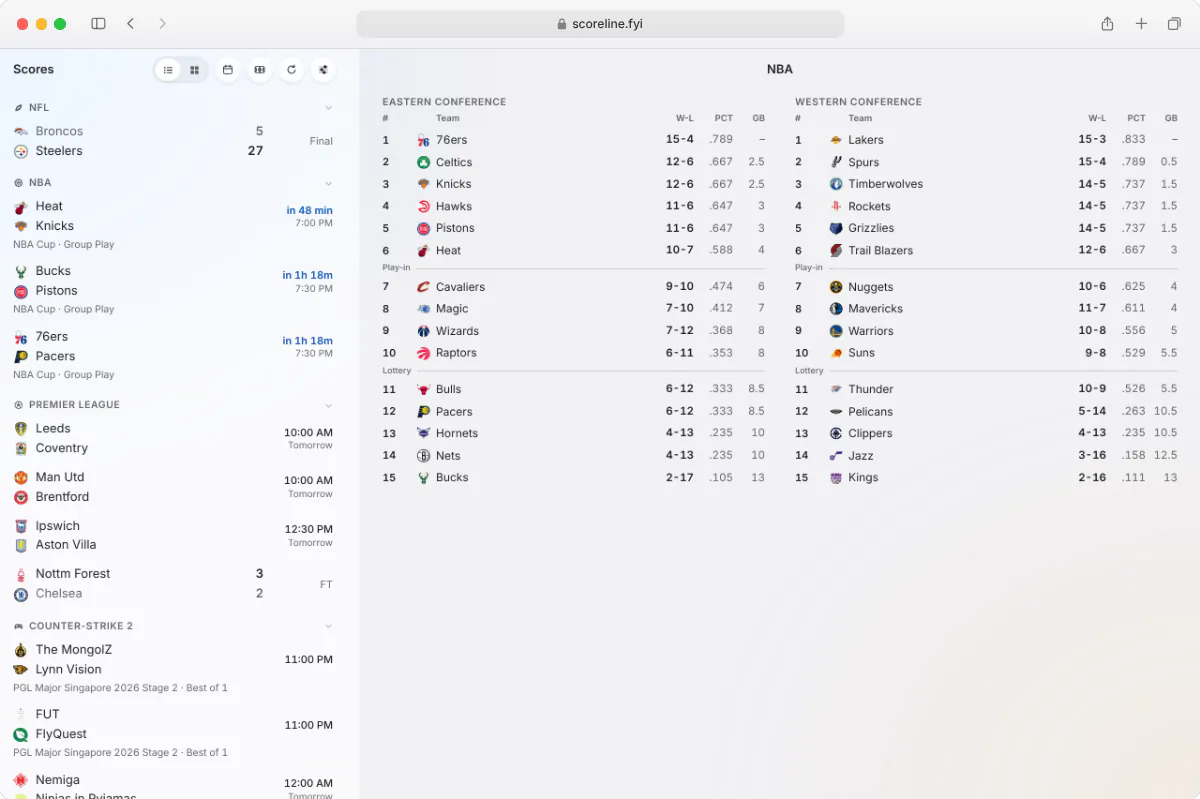 scoreline.fyi
Scores
NFL
Broncos 5
Steelers 27
Final
NBA
Heat in 48 min
Knicks 7:00 PM
NBA Cup · Group Play
Bucks in 1h 18m
Pistons 7:30 PM
NBA Cup · Group Play
76ers in 1h 18m
Pacers 7:30 PM
NBA Cup · Group Play
PREMIER LEAGUE
Leeds 10:00 AM
Coventry Tomorrow
Man Utd 10:00 AM
Brentford Tomorrow
Ipswich 12:30 PM
Aston Villa Tomorrow
Nottm Forest 3
Chelsea 2
FT
COUNTER-STRIKE 2
The MongolZ
Lynn Vision
11:00 PM
PGL Major Singapore 2026 Stage 2 · Best of 1
FUT
FlyQuest
11:00 PM
PGL Major Singapore 2026 Stage 2 · Best of 1
Nemiga 12:00 AM
Ninjas in Pyjamas Tomorrow
NBA
EASTERN CONFERENCE
# Team W-L PCT GB
1 76ers 15-4 .789 –
2 Celtics 12-6 .667 2.5
3 Knicks 12-6 .667 2.5
4 Hawks 11-6 .647 3
5 Pistons 11-6 .647 3
6 Heat 10-7 .588 4
Play-in
7 Cavaliers 9-10 .474 6
8 Magic 7-10 .412 7
9 Wizards 7-12 .368 8
10 Raptors 6-11 .353 8
Lottery
11 Bulls 6-12 .333 8.5
12 Pacers 6-12 .333 8.5
13 Hornets 4-13 .235 10
14 Nets 4-13 .235 10
15 Bucks 2-17 .105 13
WESTERN CONFERENCE
# Team W-L PCT GB
1 Lakers 15-3 .833 –
2 Spurs 15-4 .789 0.5
3 Timberwolves 14-5 .737 1.5
4 Rockets 14-5 .737 1.5
5 Grizzlies 14-5 .737 1.5
6 Trail Blazers 12-6 .667 3
Play-in
7 Nuggets 10-6 .625 4
8 Mavericks 11-7 .611 4
9 Warriors 10-8 .556 5
10 Suns 9-8 .529 5.5
Lottery
11 Thunder 10-9 .526 5.5
12 Pelicans 5-14 .263 10.5
13 Clippers 4-13 .235 10.5
14 Jazz 3-16 .158 12.5
15 Kings 2-16 .111 13